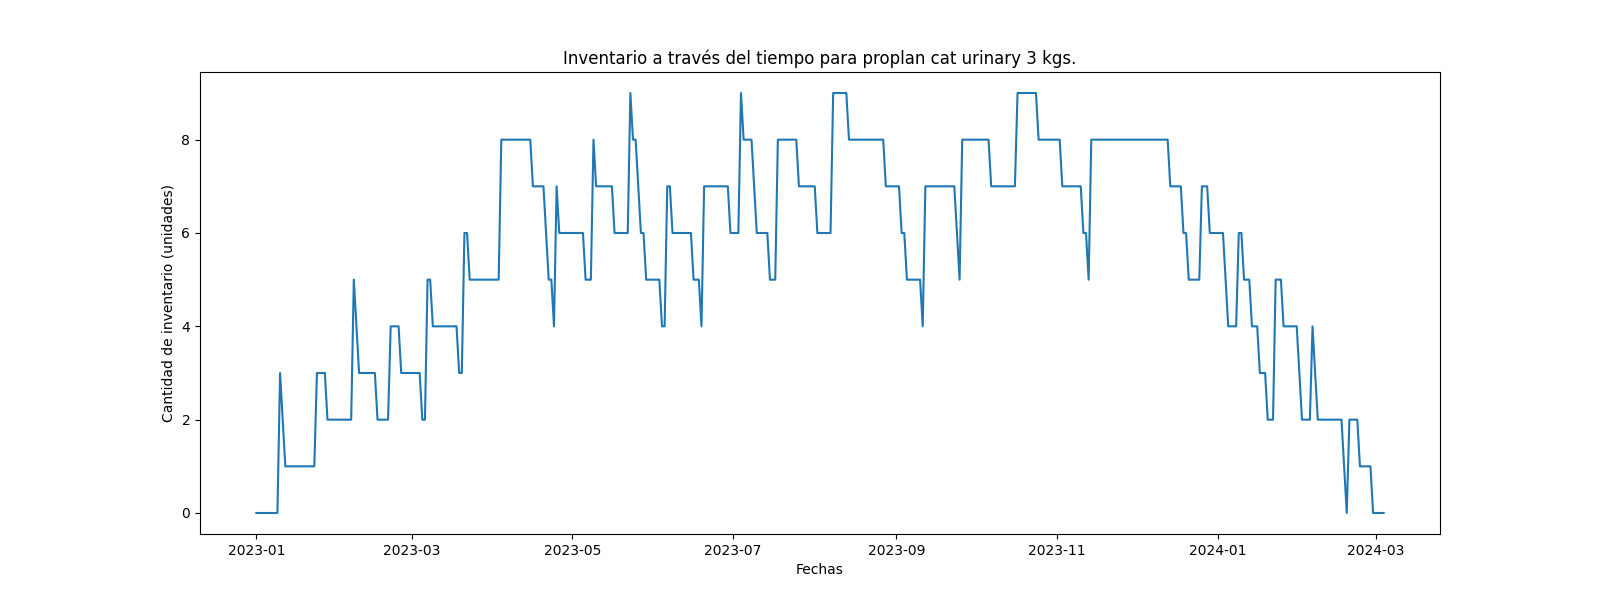 Inventario a través del tiempo para proplan cat urinary 3 kgs.
Cantidad de inventario (unidades)
8
6
4
2
0
2023-01 2023-03 2023-05 2023-07 2023-09 2023-11 2024-01 2024-03
Fechas